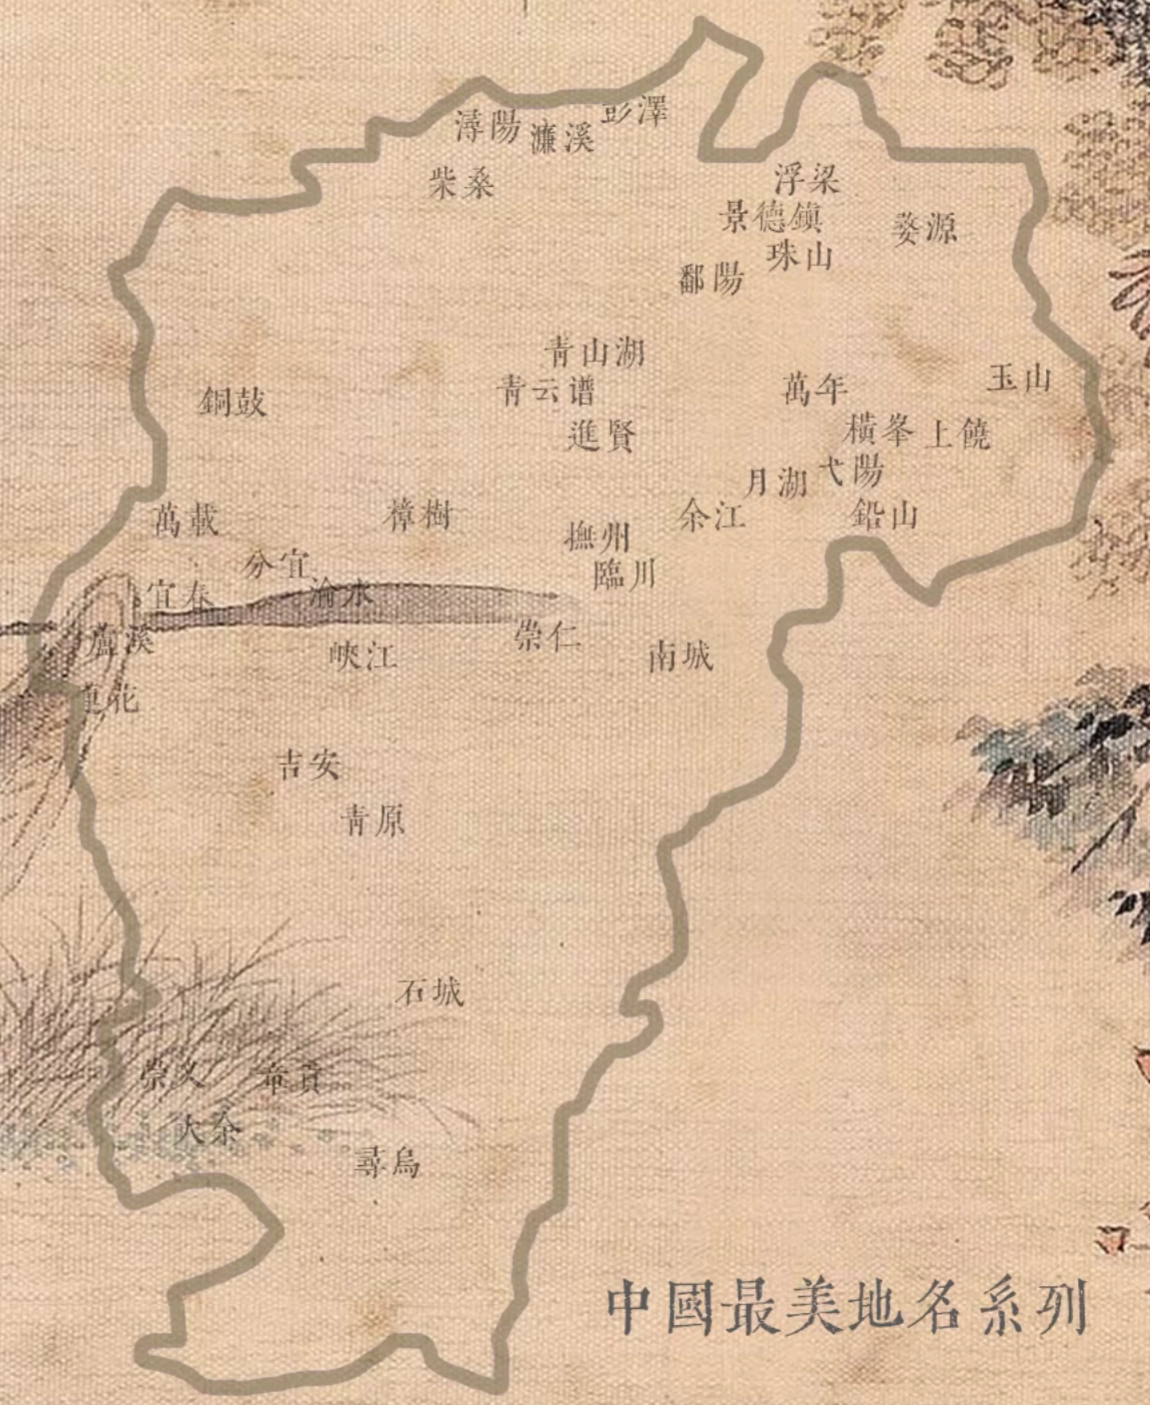 彭澤
潯陽
濂溪
柴桑
浮梁
景德鎮
婺源
珠山
鄱陽
青山湖
青云谱
進賢
萬年
玉山
銅鼓
橫峯
上饒
弋陽
月湖
鉛山
余江
萬載
樟樹
撫州
臨川
分宜
宜春
渝水
蘆溪
峽江
崇仁
南城
蓮花
吉安
青原
石城
崇义
章貢
大余
尋烏
中國最美地名系列